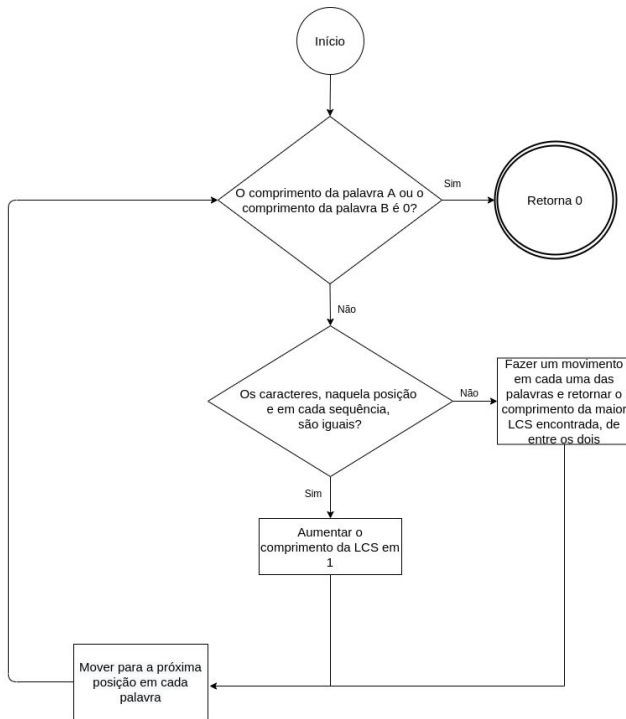 Início
O comprimento da palavra A ou o
comprimento da palavra B é 0?
Sim
Retorna 0
Não
Os caracteres, naquela posição
e em cada sequência,
são iguais?
Não
Fazer um movimento
em cada uma das
palavras e retornar o
comprimento da maior
LCS encontrada, de
entre os dois
Sim
Aumentar o
comprimento da LCS em
1
Mover para a próxima
posição em cada
palavra